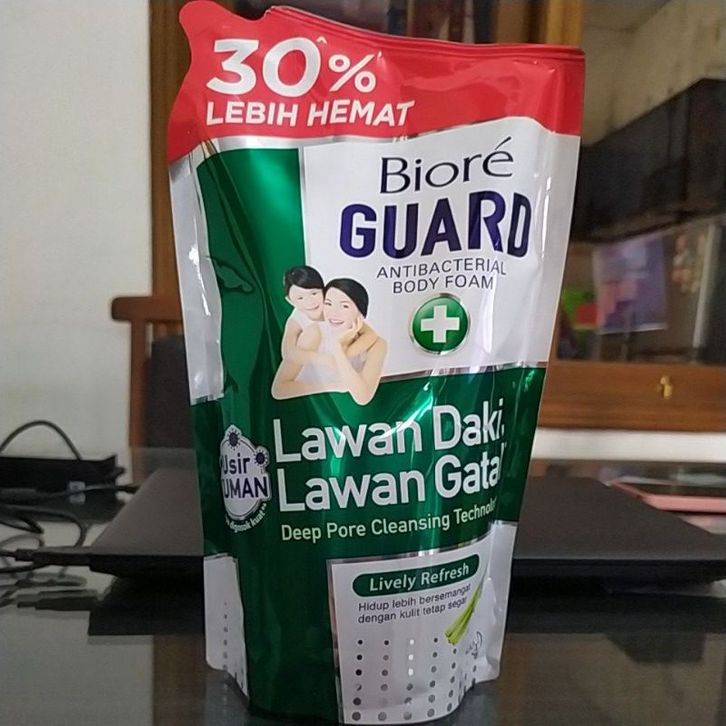 30%
LEBIH HEMAT
Bioré
GUARD
ANTIBACTERIAL
BODY FOAM
Lawan Daki,
Lawan Gatal
Deep Pore Cleansing
Usir
Lively Refresh
Hidup lebih bersemangat
dengan kulit tetap segar